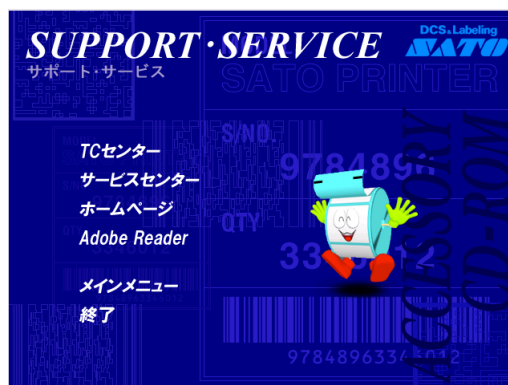 SUPPORT・SERVICE
サポート・サービス
DCS & Labeling
SATO
SATO PRINTER
S/NO.
TCセンター
サービスセンター
ホームページ
Adobe Reader
QTY
メインメニュー
終了
ACCESSORY
CD-ROM